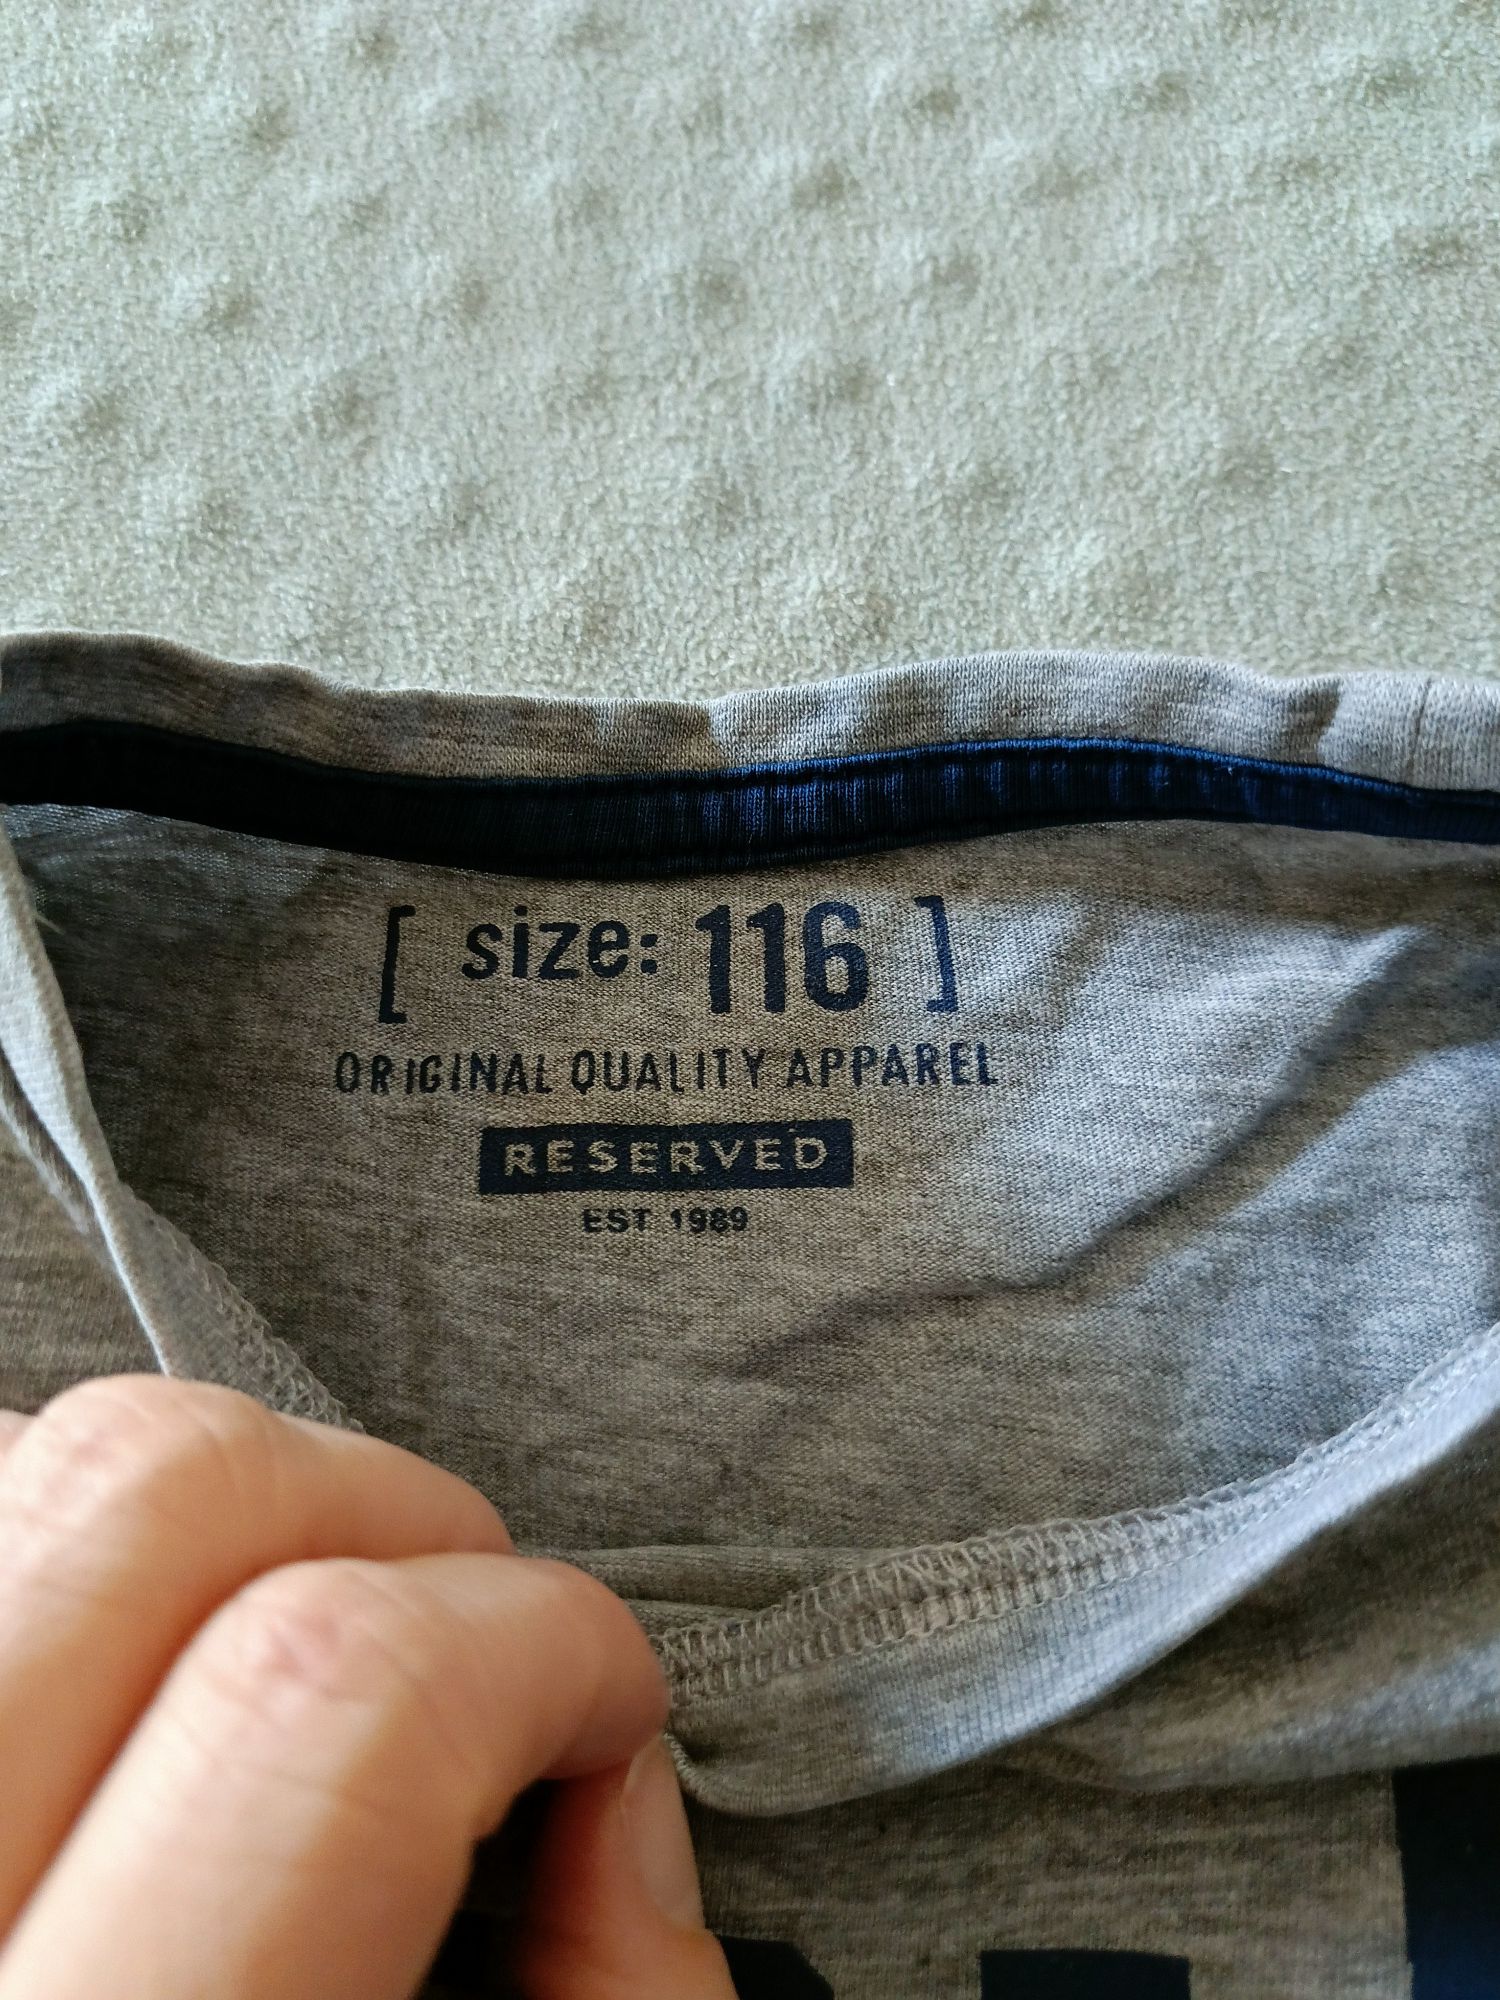 [ size: 116 ]
ORIGINAL QUALITY APPAREL
RESERVED
EST 1989